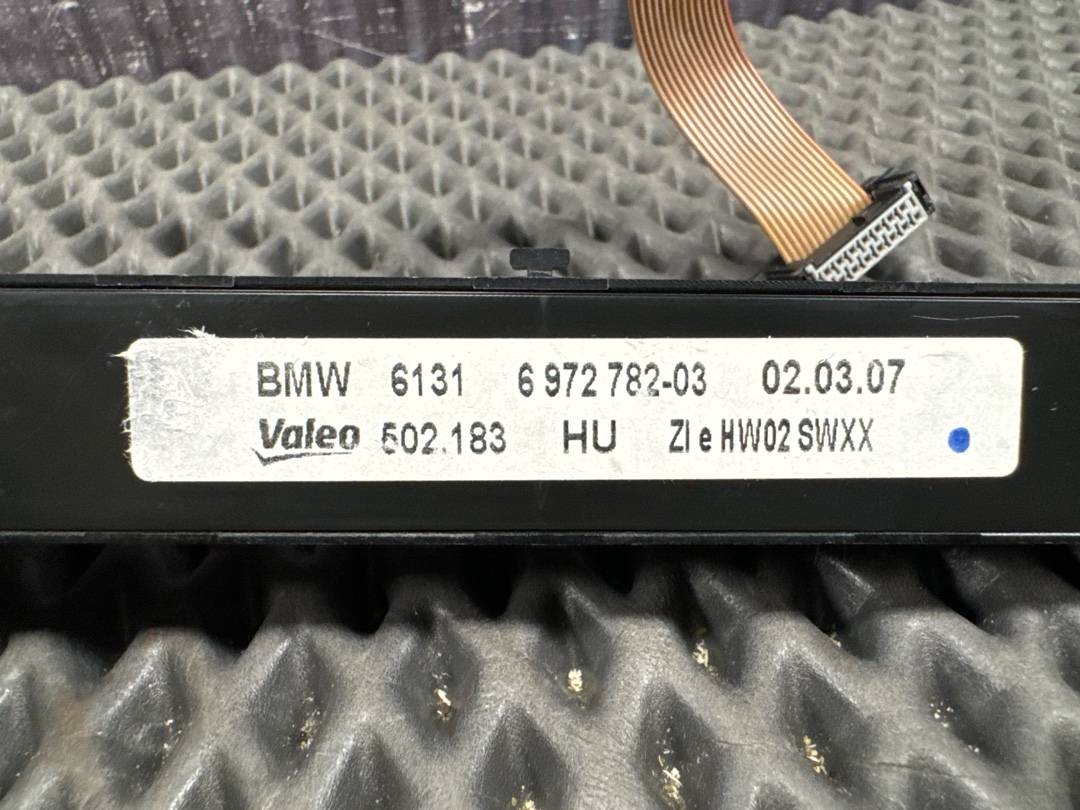 BMW 6131 6 972 782-03 02.03.07
Valeo 502.183 HU ZI e HW02 SWXX